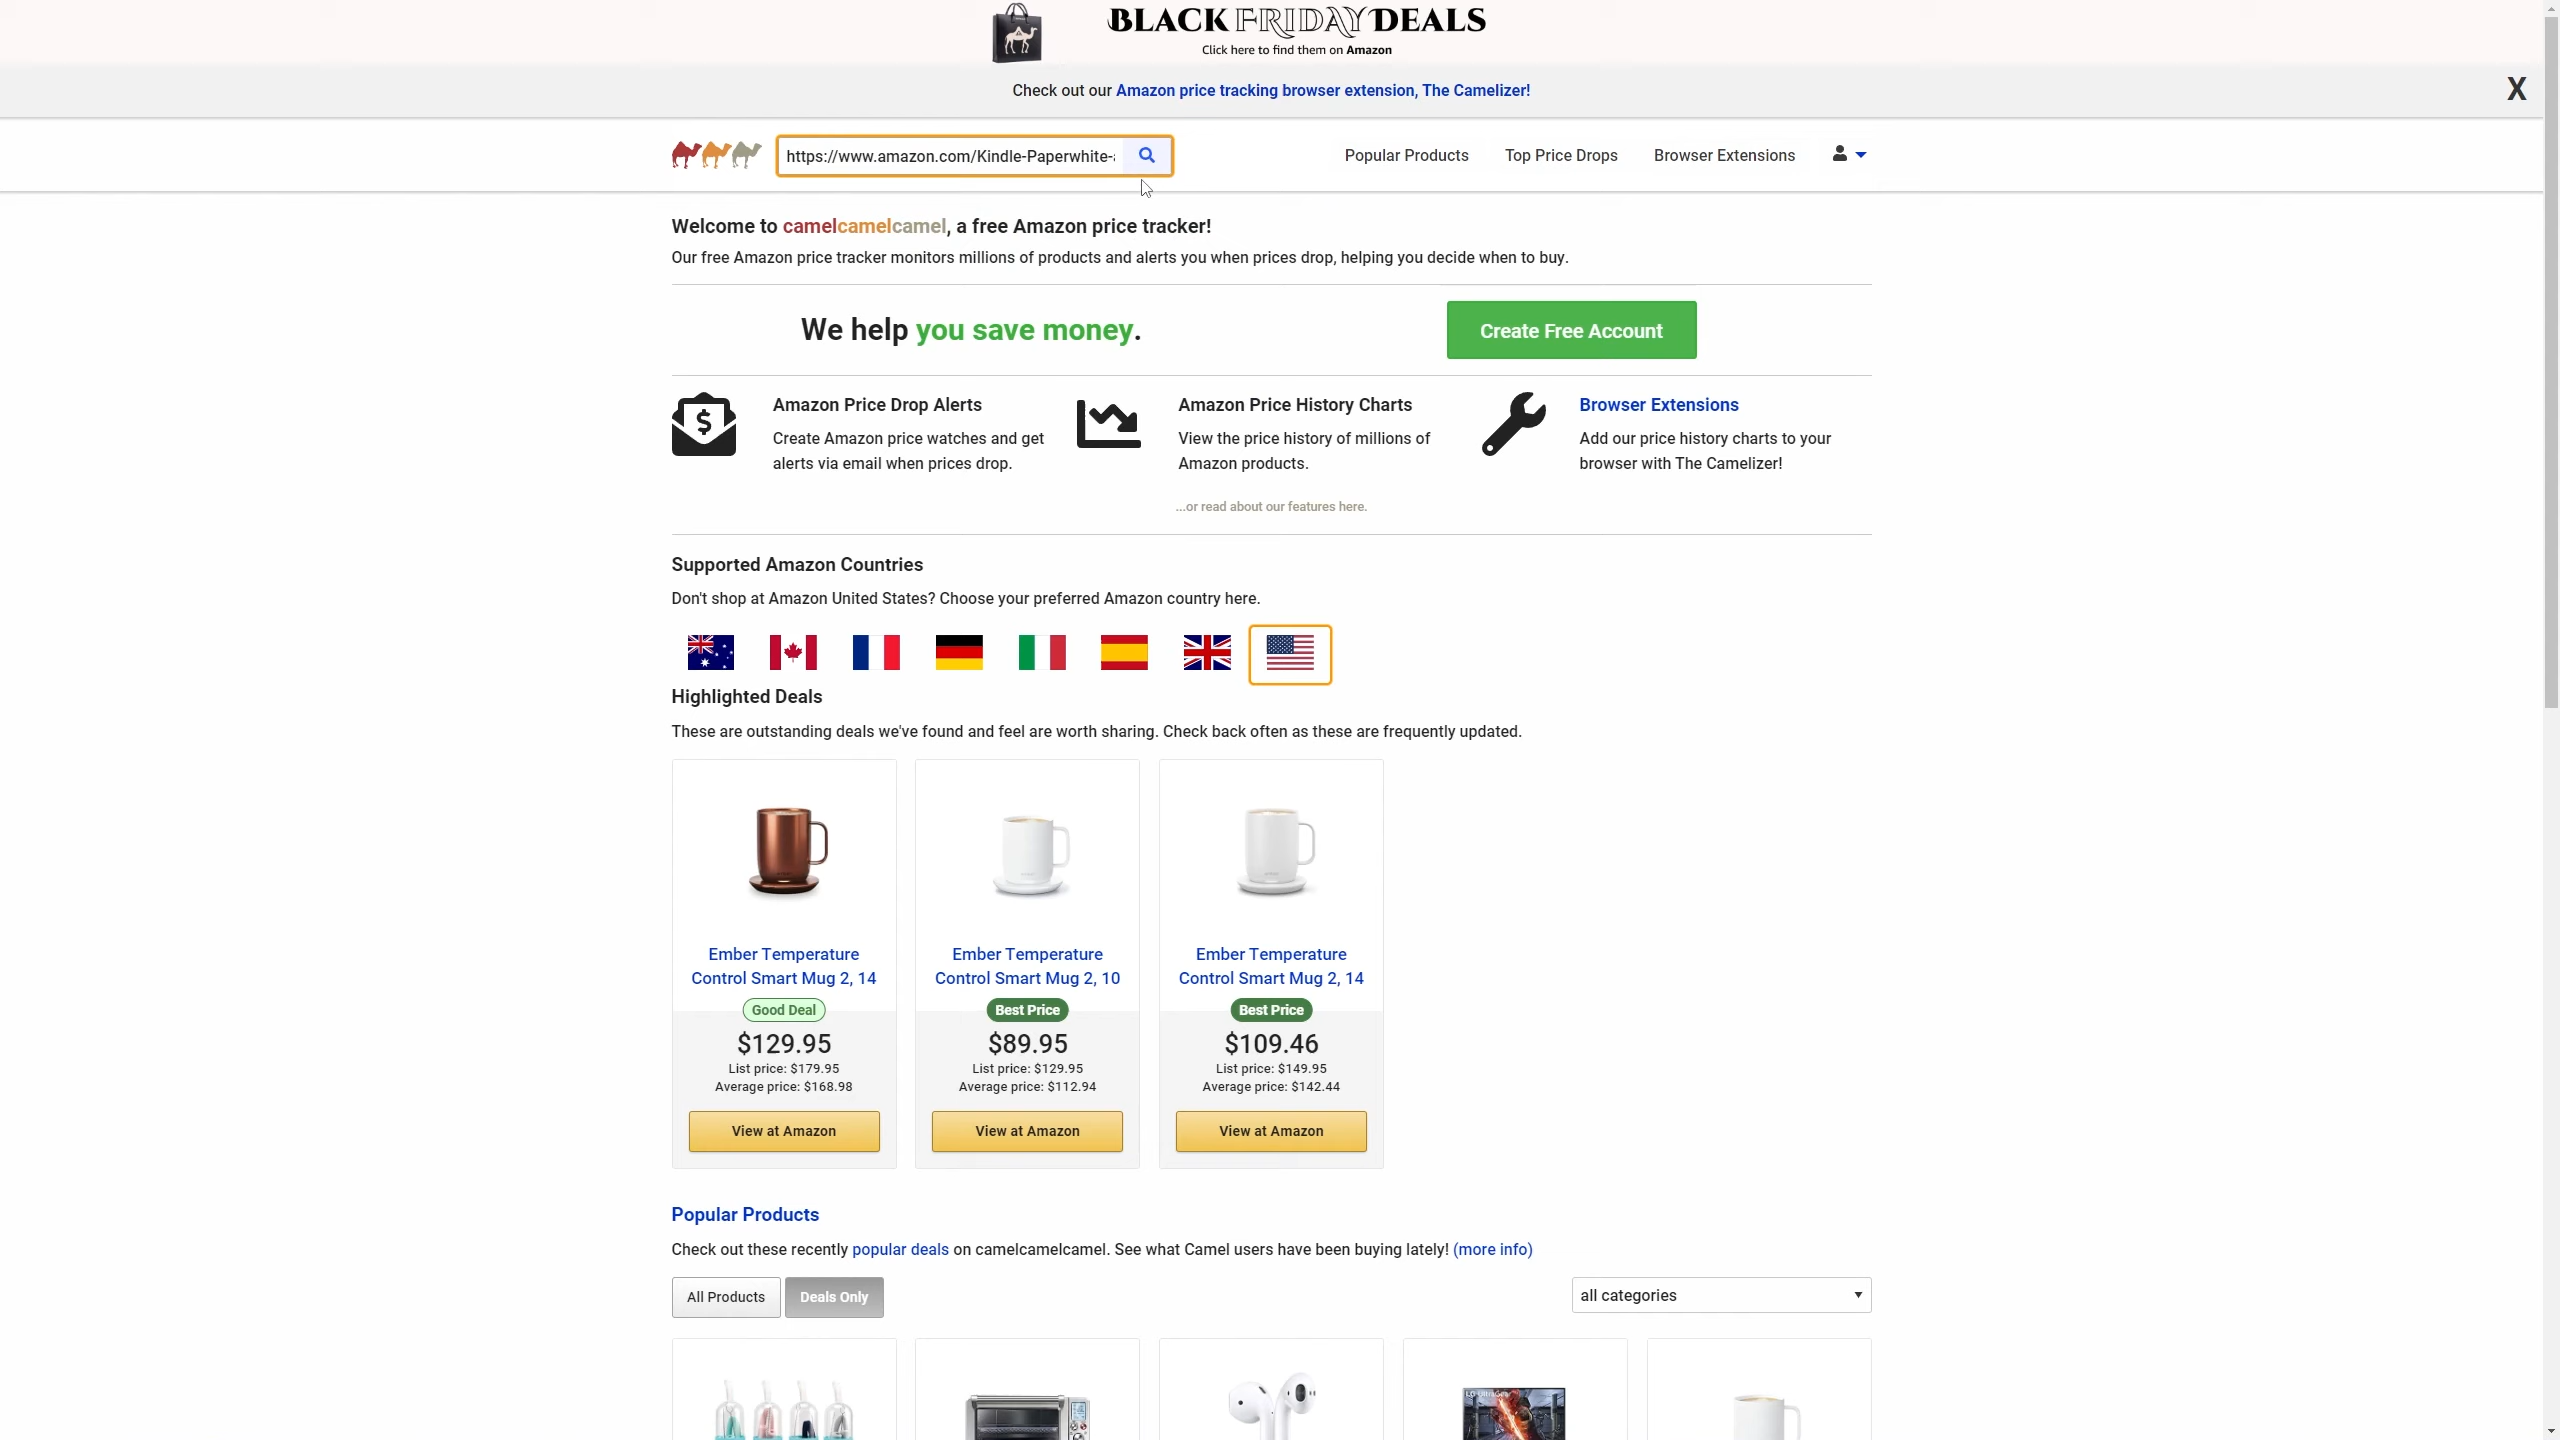 BLACK FRIDAY DEALS
Click here to find them on Amazon
Check out our Amazon price tracking browser extension, The Camelizer!
X
https://www.amazon.com/Kindle-Paperwhite-
Popular Products
Top Price Drops
Browser Extensions
Welcome to camelcamelcamel, a free Amazon price tracker!
Our free Amazon price tracker monitors millions of products and alerts you when prices drop, helping you decide when to buy.
We help you save money.
Create Free Account
Amazon Price Drop Alerts
Create Amazon price watches and get
alerts via email when prices drop.
Amazon Price History Charts
View the price history of millions of
Amazon products.
Browser Extensions
Add our price history charts to your
browser with The Camelizer!
...or read about our features here.
Supported Amazon Countries
Don't shop at Amazon United States? Choose your preferred Amazon country here.
Highlighted Deals
These are outstanding deals we've found and feel are worth sharing. Check back often as these are frequently updated.
Ember Temperature
Control Smart Mug 2, 14
Good Deal
$129.95
List price: $179.95
Average price: $168.98
View at Amazon
Ember Temperature
Control Smart Mug 2, 10
Best Price
$89.95
List price: $129.95
Average price: $112.94
View at Amazon
Ember Temperature
Control Smart Mug 2, 14
Best Price
$109.46
List price: $149.95
Average price: $142.44
View at Amazon
Popular Products
Check out these recently popular deals on camelcamelcamel. See what Camel users have been buying lately! (more info)
All Products
Deals Only
all categories